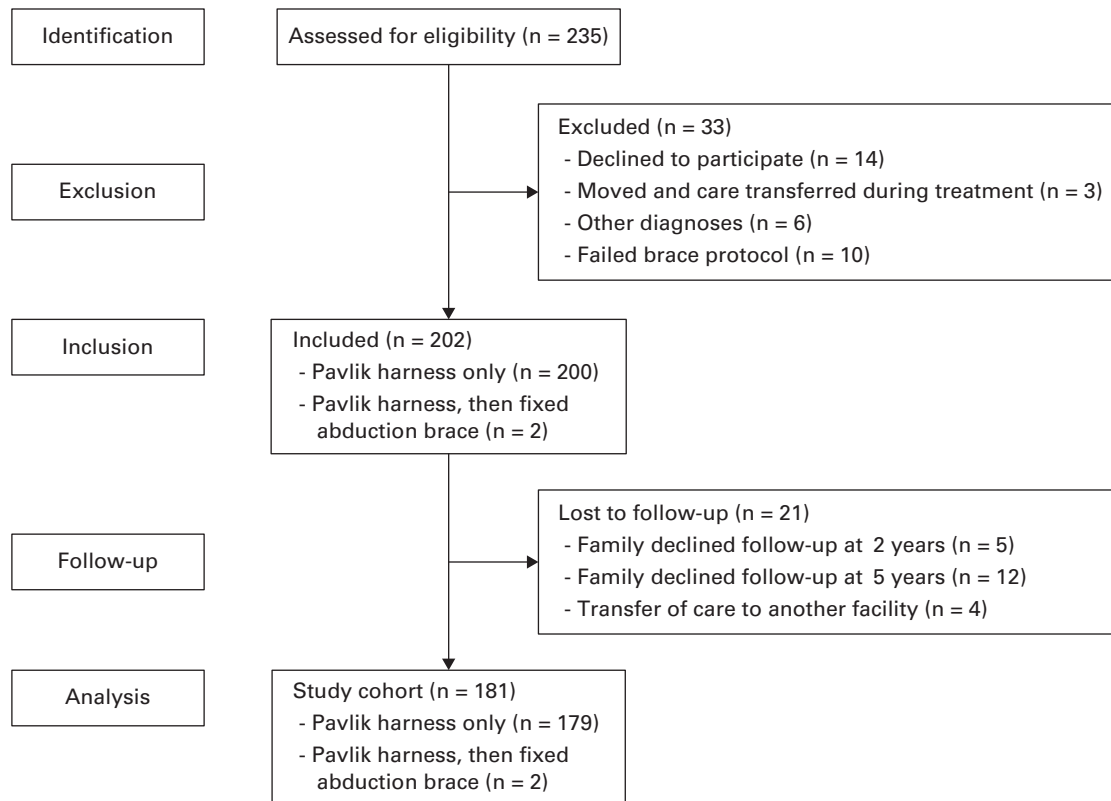 Identification
Assessed for eligibility (n = 235)
Exclusion
Excluded (n = 33)
- Declined to participate (n = 14)
- Moved and care transferred during treatment (n = 3)
- Other diagnoses (n = 6)
- Failed brace protocol (n = 10)
Inclusion
Included (n = 202)
- Pavlik harness only (n = 200)
- Pavlik harness, then fixed
abduction brace (n = 2)
Follow-up
Lost to follow-up (n = 21)
- Family declined follow-up at 2 years (n = 5)
- Family declined follow-up at 5 years (n = 12)
- Transfer of care to another facility (n = 4)
Analysis
Study cohort (n = 181)
- Pavlik harness only (n = 179)
- Pavlik harness, then fixed
abduction brace (n = 2)